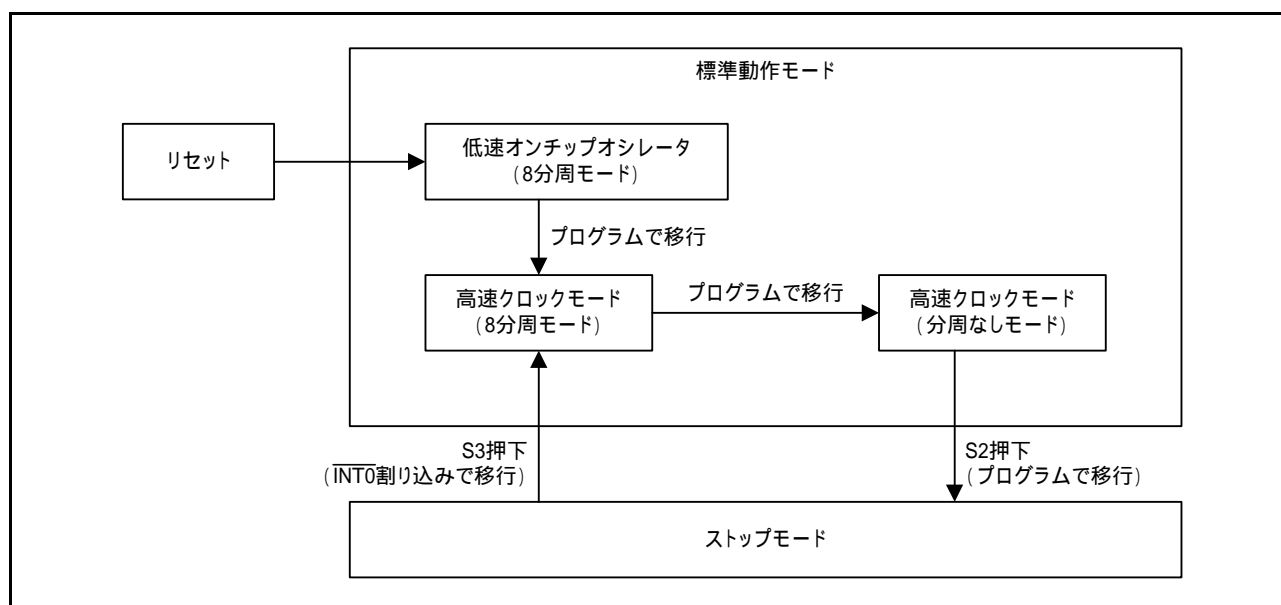 標準動作モード
リセット
低速オンチップオシレータ
(8分周モード)
プログラムで移行
高速クロックモード
(8分周モード)
プログラムで移行
高速クロックモード
(分周なしモード)
S3押下
(INT0割り込みで移行)
S2押下
(プログラムで移行)
ストップモード